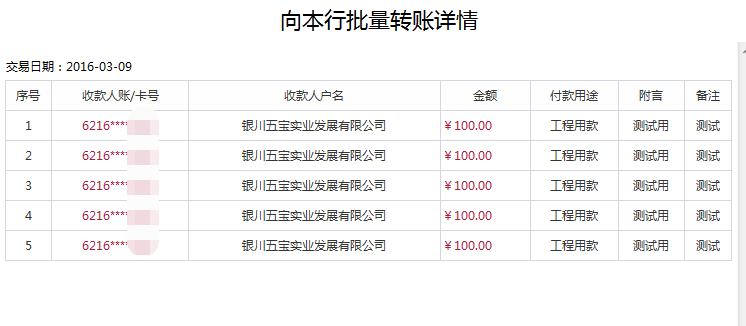 向本行批量转账详情
交易日期：2016-03-09
序号 收款人账/卡号 收款人户名 金额 付款用途 附言 备注
1 6216**** 银川五宝实业发展有限公司 ￥100.00 工程用款 测试用 测试
2 6216**** 银川五宝实业发展有限公司 ￥100.00 工程用款 测试用 测试
3 6216**** 银川五宝实业发展有限公司 ￥100.00 工程用款 测试用 测试
4 6216**** 银川五宝实业发展有限公司 ￥100.00 工程用款 测试用 测试
5 6216**** 银川五宝实业发展有限公司 ￥100.00 工程用款 测试用 测试